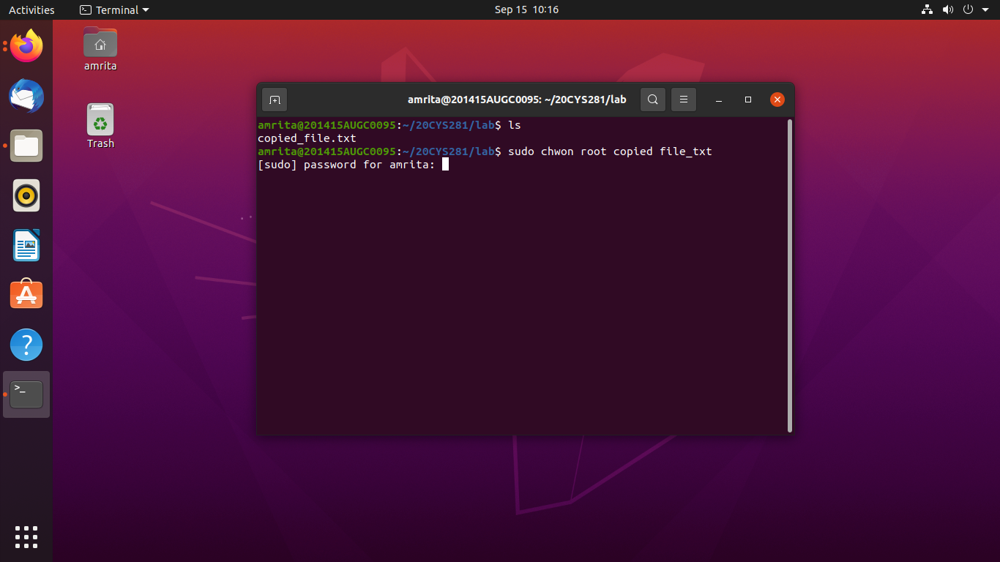 Activities
Terminal
Sep 15 10:16
amrita
Trash
amrita@201415AUGC0095: ~/20CYS281/lab
amrita@201415AUGC0095:~/20CYS281/lab$ ls
copied_file.txt
amrita@201415AUGC0095:~/20CYS281/lab$ sudo chwon root copied file_txt
[sudo] password for amrita: